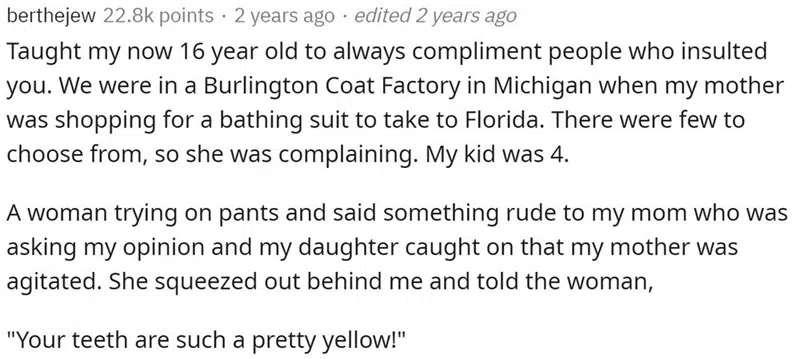 berthejew 22.8k points · 2 years ago · edited 2 years ago
Taught my now 16 year old to always compliment people who insulted
you. We were in a Burlington Coat Factory in Michigan when my mother
was shopping for a bathing suit to take to Florida. There were few to
choose from, so she was complaining. My kid was 4.
A woman trying on pants and said something rude to my mom who was
asking my opinion and my daughter caught on that my mother was
agitated. She squeezed out behind me and told the woman,
"Your teeth are such a pretty yellow!"